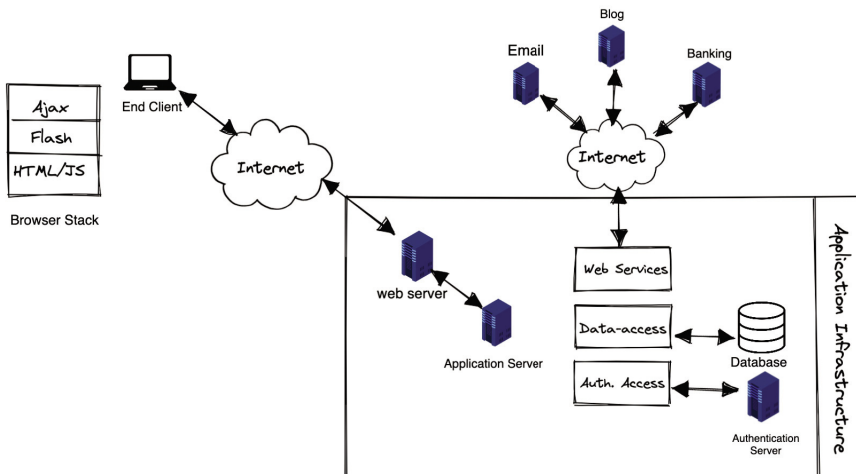 Ajax
Flash
HTML/JS
Browser Stack
End Client
Internet
Email
Blog
Banking
Internet
web server
Application Server
Web Services
Data-access
Database
Auth. Access
Authentication
Server
Application Infrastructure